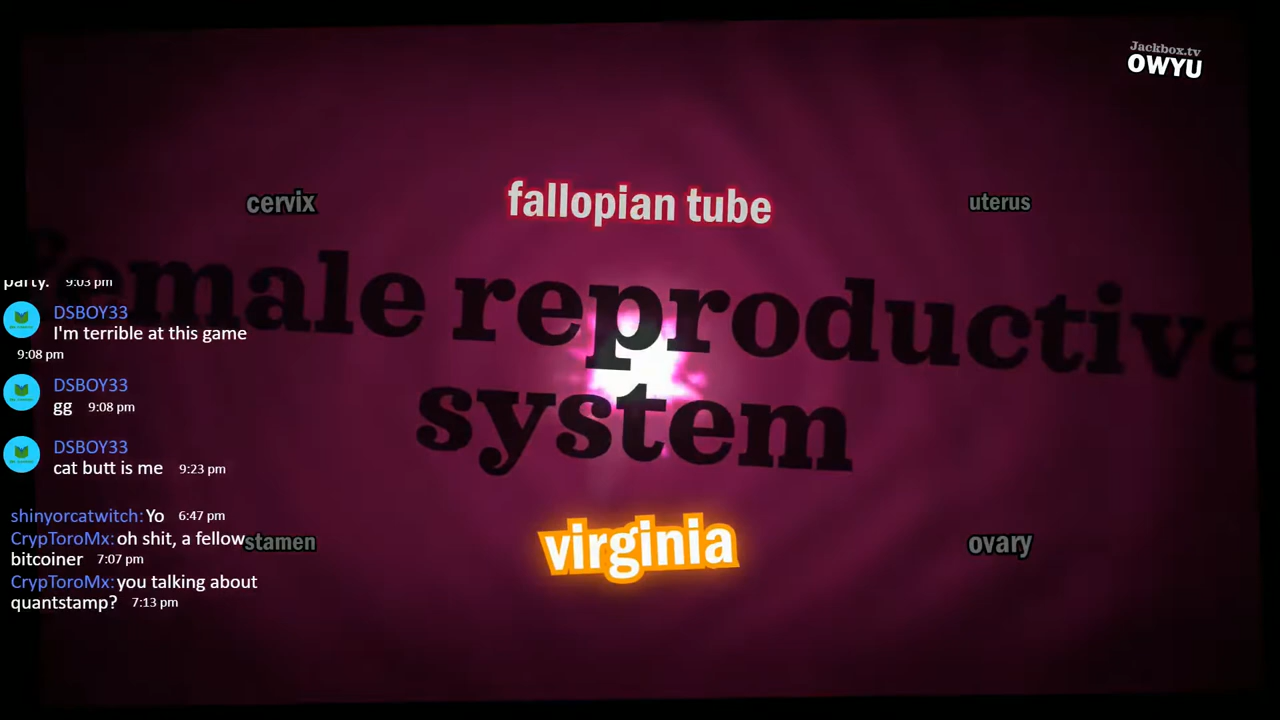 Jackbox.tv
OWYU
cervix
fallopian tube
uterus
female reproductive
system
stamen
virginia
ovary
party. 9:03 pm
DSBOY33
I'm terrible at this game
9:08 pm
DSBOY33
gg 9:08 pm
DSBOY33
cat butt is me 9:23 pm
shinyorcatwitch: Yo 6:47 pm
CrypToroMx: oh shit, a fellow
bitcoiner 7:07 pm
CrypToroMx: you talking about
quantstamp? 7:13 pm